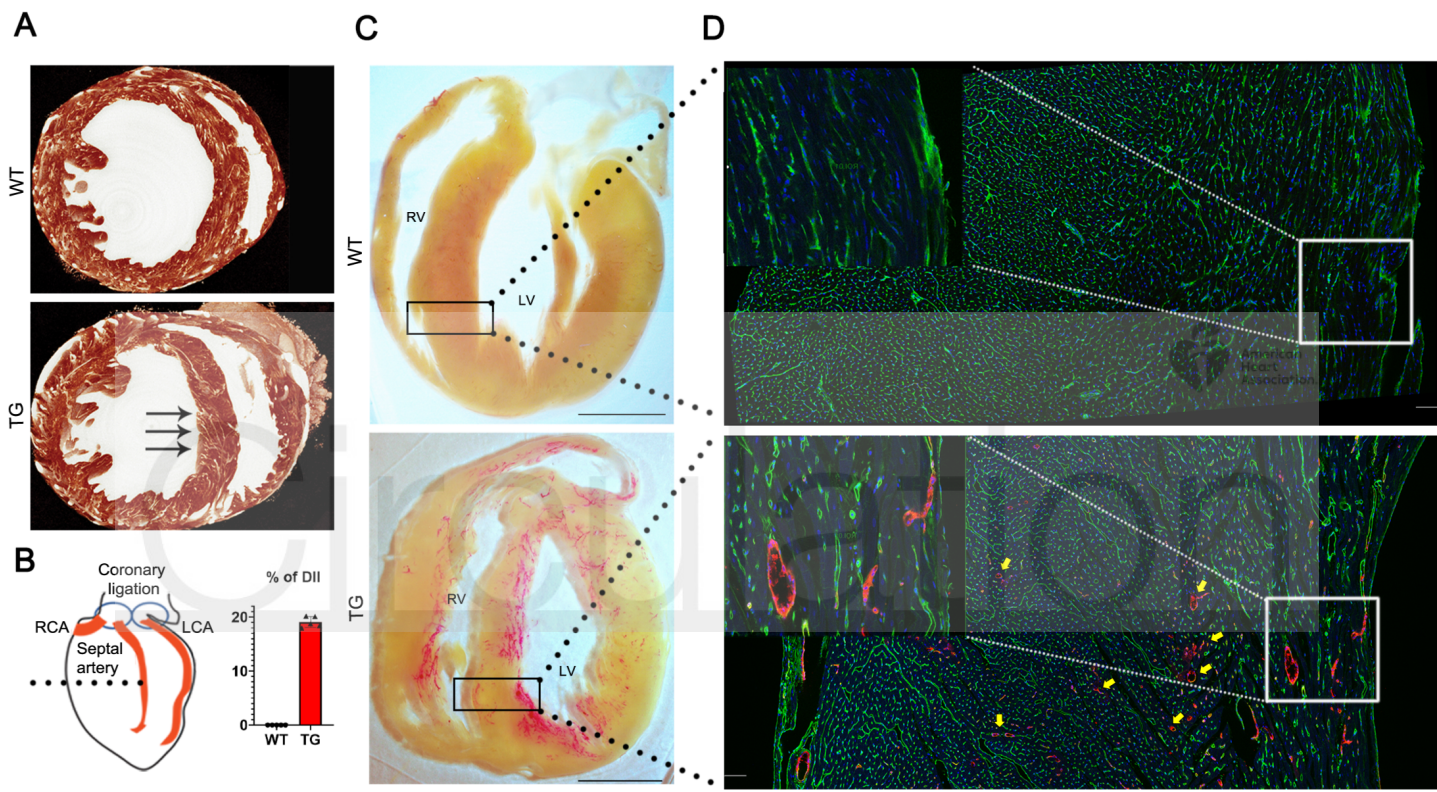 A
WT
TG
B
Coronary
ligation
RCA
LCA
Septal
artery
% of DII
20
10
0
WT
TG
C
WT
RV
LV
TG
RV
LV
D
American
Heart
Association.
Circulation